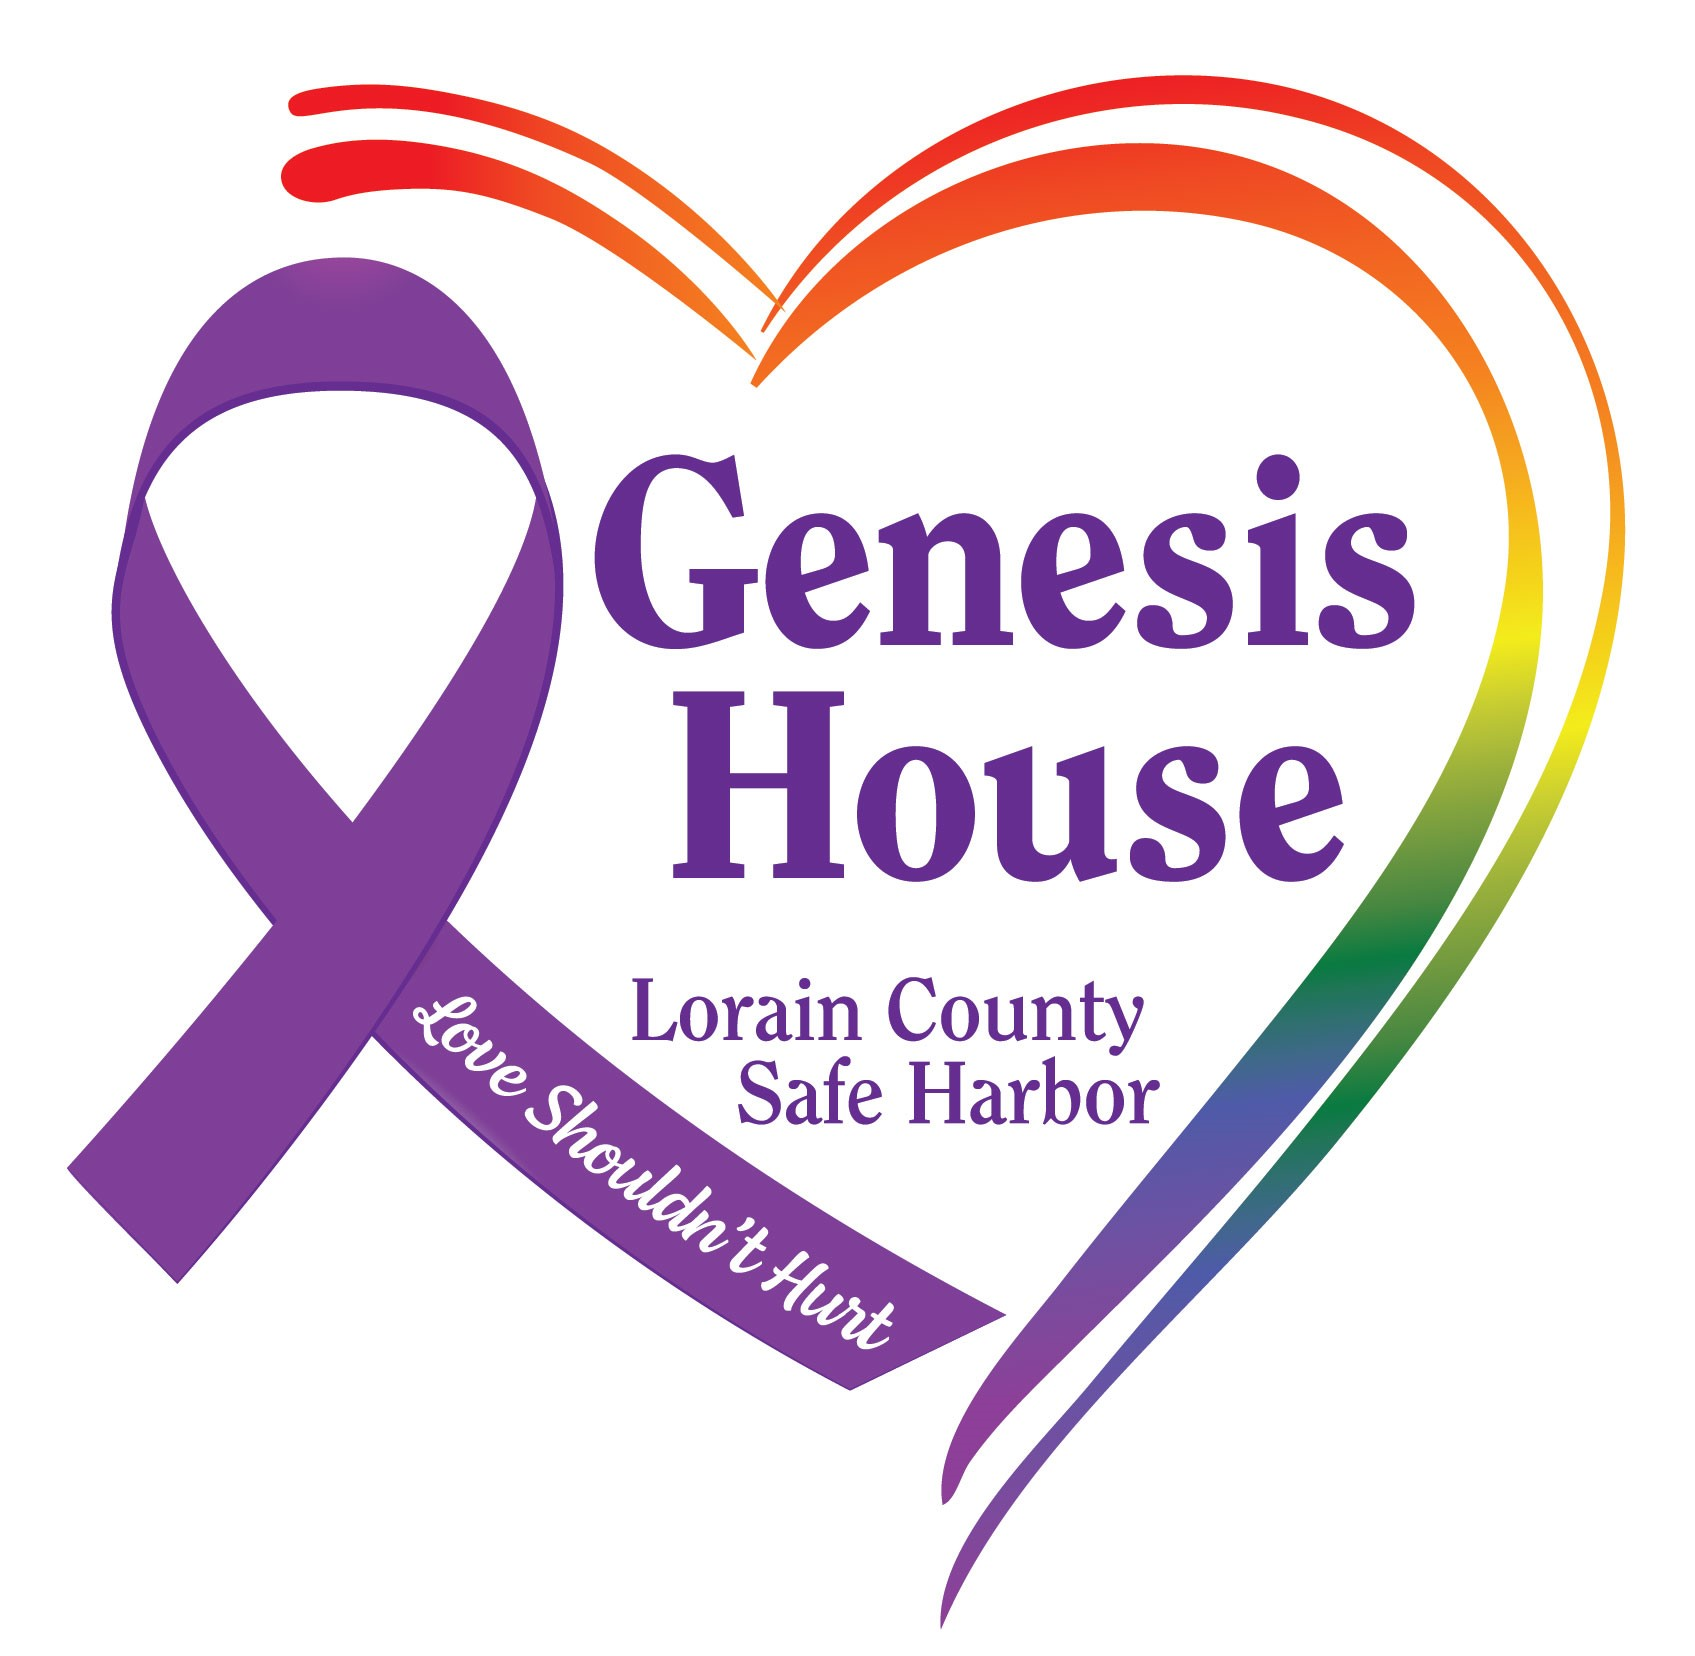 Genesis
House
Lorain County
Safe Harbor
Love Shouldn't Hurt